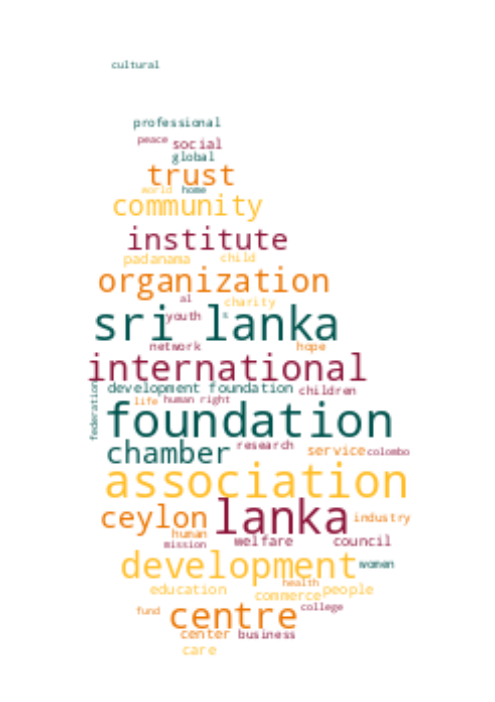 cultural
professional
peace social
global
trust
world home
community
institute
padanama child
organization
al charity
sri lanka
youth s
network hope
international
development foundation children
life human right
federation
foundation
chamber research
service colombo
association
ceylon lanka industry
human
mission welfare council
development women
health
education people
commerce
fund centre college
center business
care